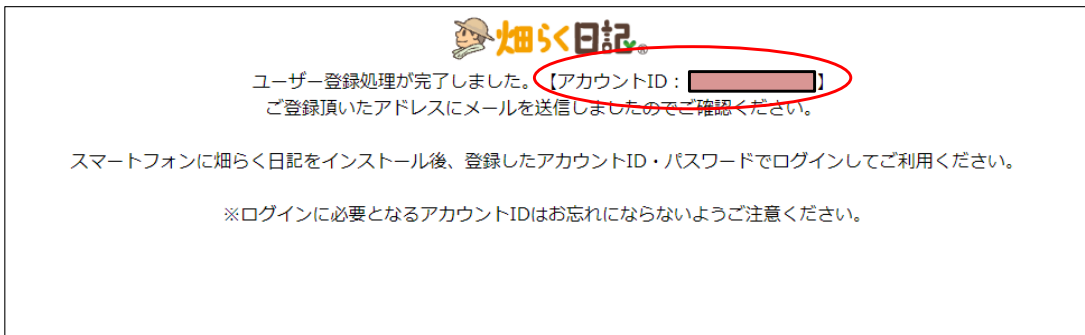 畑らく日記®
ユーザー登録処理が完了しました。【アカウントID： 】
ご登録頂いたアドレスにメールを送信しましたのでご確認ください。
スマートフォンに畑らく日記をインストール後、登録したアカウントID・パスワードでログインしてご利用ください。
※ログインに必要となるアカウントIDはお忘れにならないようご注意ください。